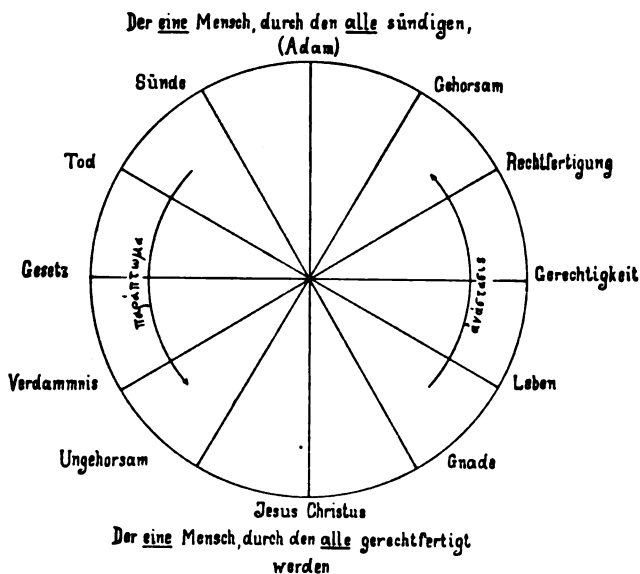 Der eine Mensch, durch den alle sündigen,
(Adam)
Sünde
Gehorsam
Tod
Rechtfertigung
παράπτωμα
Gesetz
Gerechtigkeit
ἀνάστασις
Verdammnis
Leben
Ungehorsam
Gnade
Jesus Christus
Der eine Mensch, durch den alle gerechtfertigt
werden